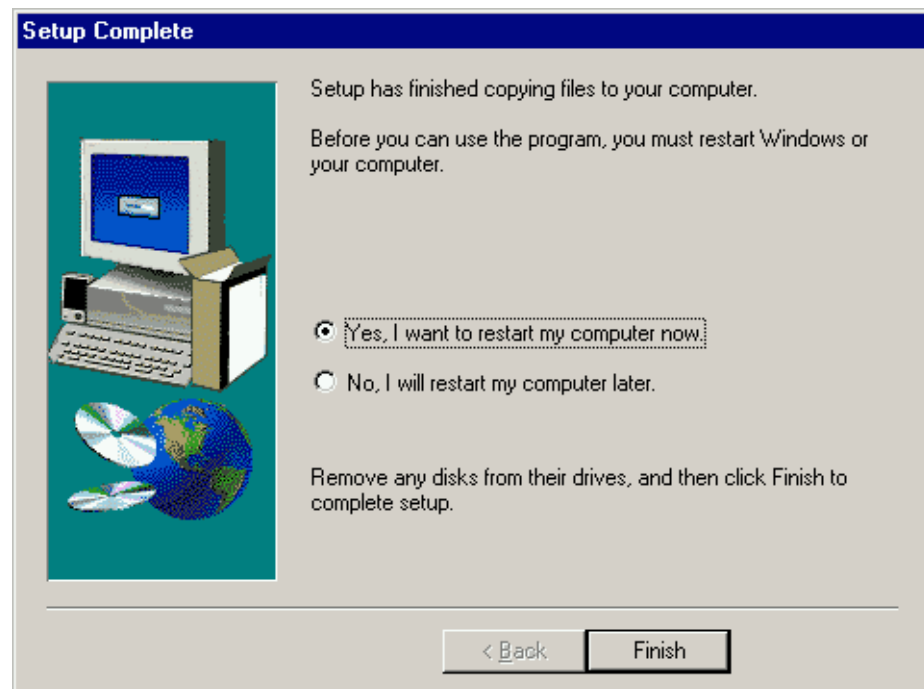 Setup Complete
Setup has finished copying files to your computer.
Before you can use the program, you must restart Windows or
your computer.
Yes, I want to restart my computer now.
No, I will restart my computer later.
Remove any disks from their drives, and then click Finish to
complete setup.
< Back
Finish